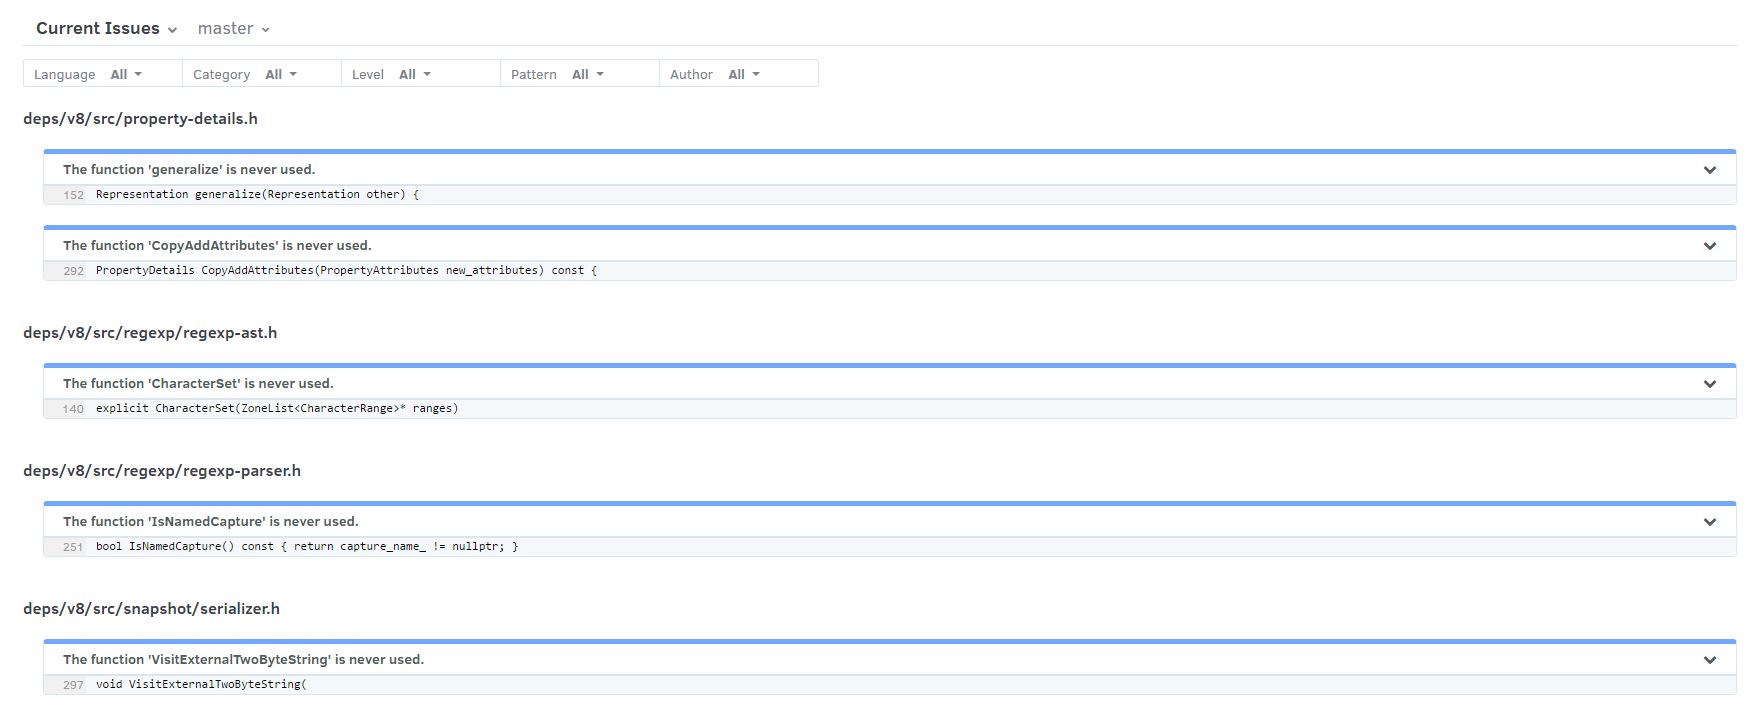 Current Issues master
Language All Category All Level All Pattern All Author All
deps/v8/src/property-details.h
The function 'generalize' is never used.
152 Representation generalize(Representation other) {
The function 'CopyAddAttributes' is never used.
292 PropertyDetails CopyAddAttributes(PropertyAttributes new_attributes) const {
deps/v8/src/regexp/regexp-ast.h
The function 'CharacterSet' is never used.
140 explicit CharacterSet(ZoneList<CharacterRange>* ranges)
deps/v8/src/regexp/regexp-parser.h
The function 'IsNamedCapture' is never used.
251 bool IsNamedCapture() const { return capture_name_ != nullptr; }
deps/v8/src/snapshot/serializer.h
The function 'VisitExternalTwoByteString' is never used.
297 void VisitExternalTwoByteString(